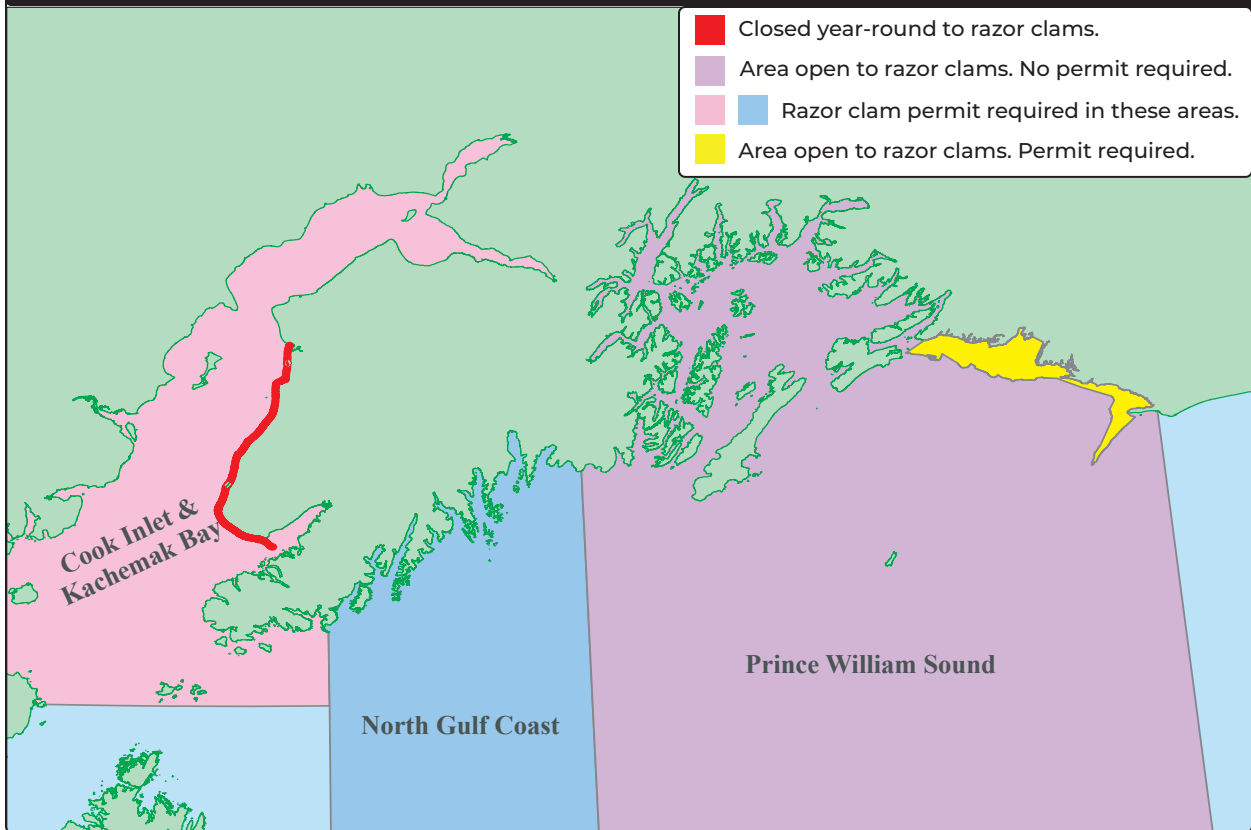 Closed year-round to razor clams.
Area open to razor clams. No permit required.
Razor clam permit required in these areas.
Area open to razor clams. Permit required.
Cook Inlet &
Kachemak Bay
Prince William Sound
North Gulf Coast